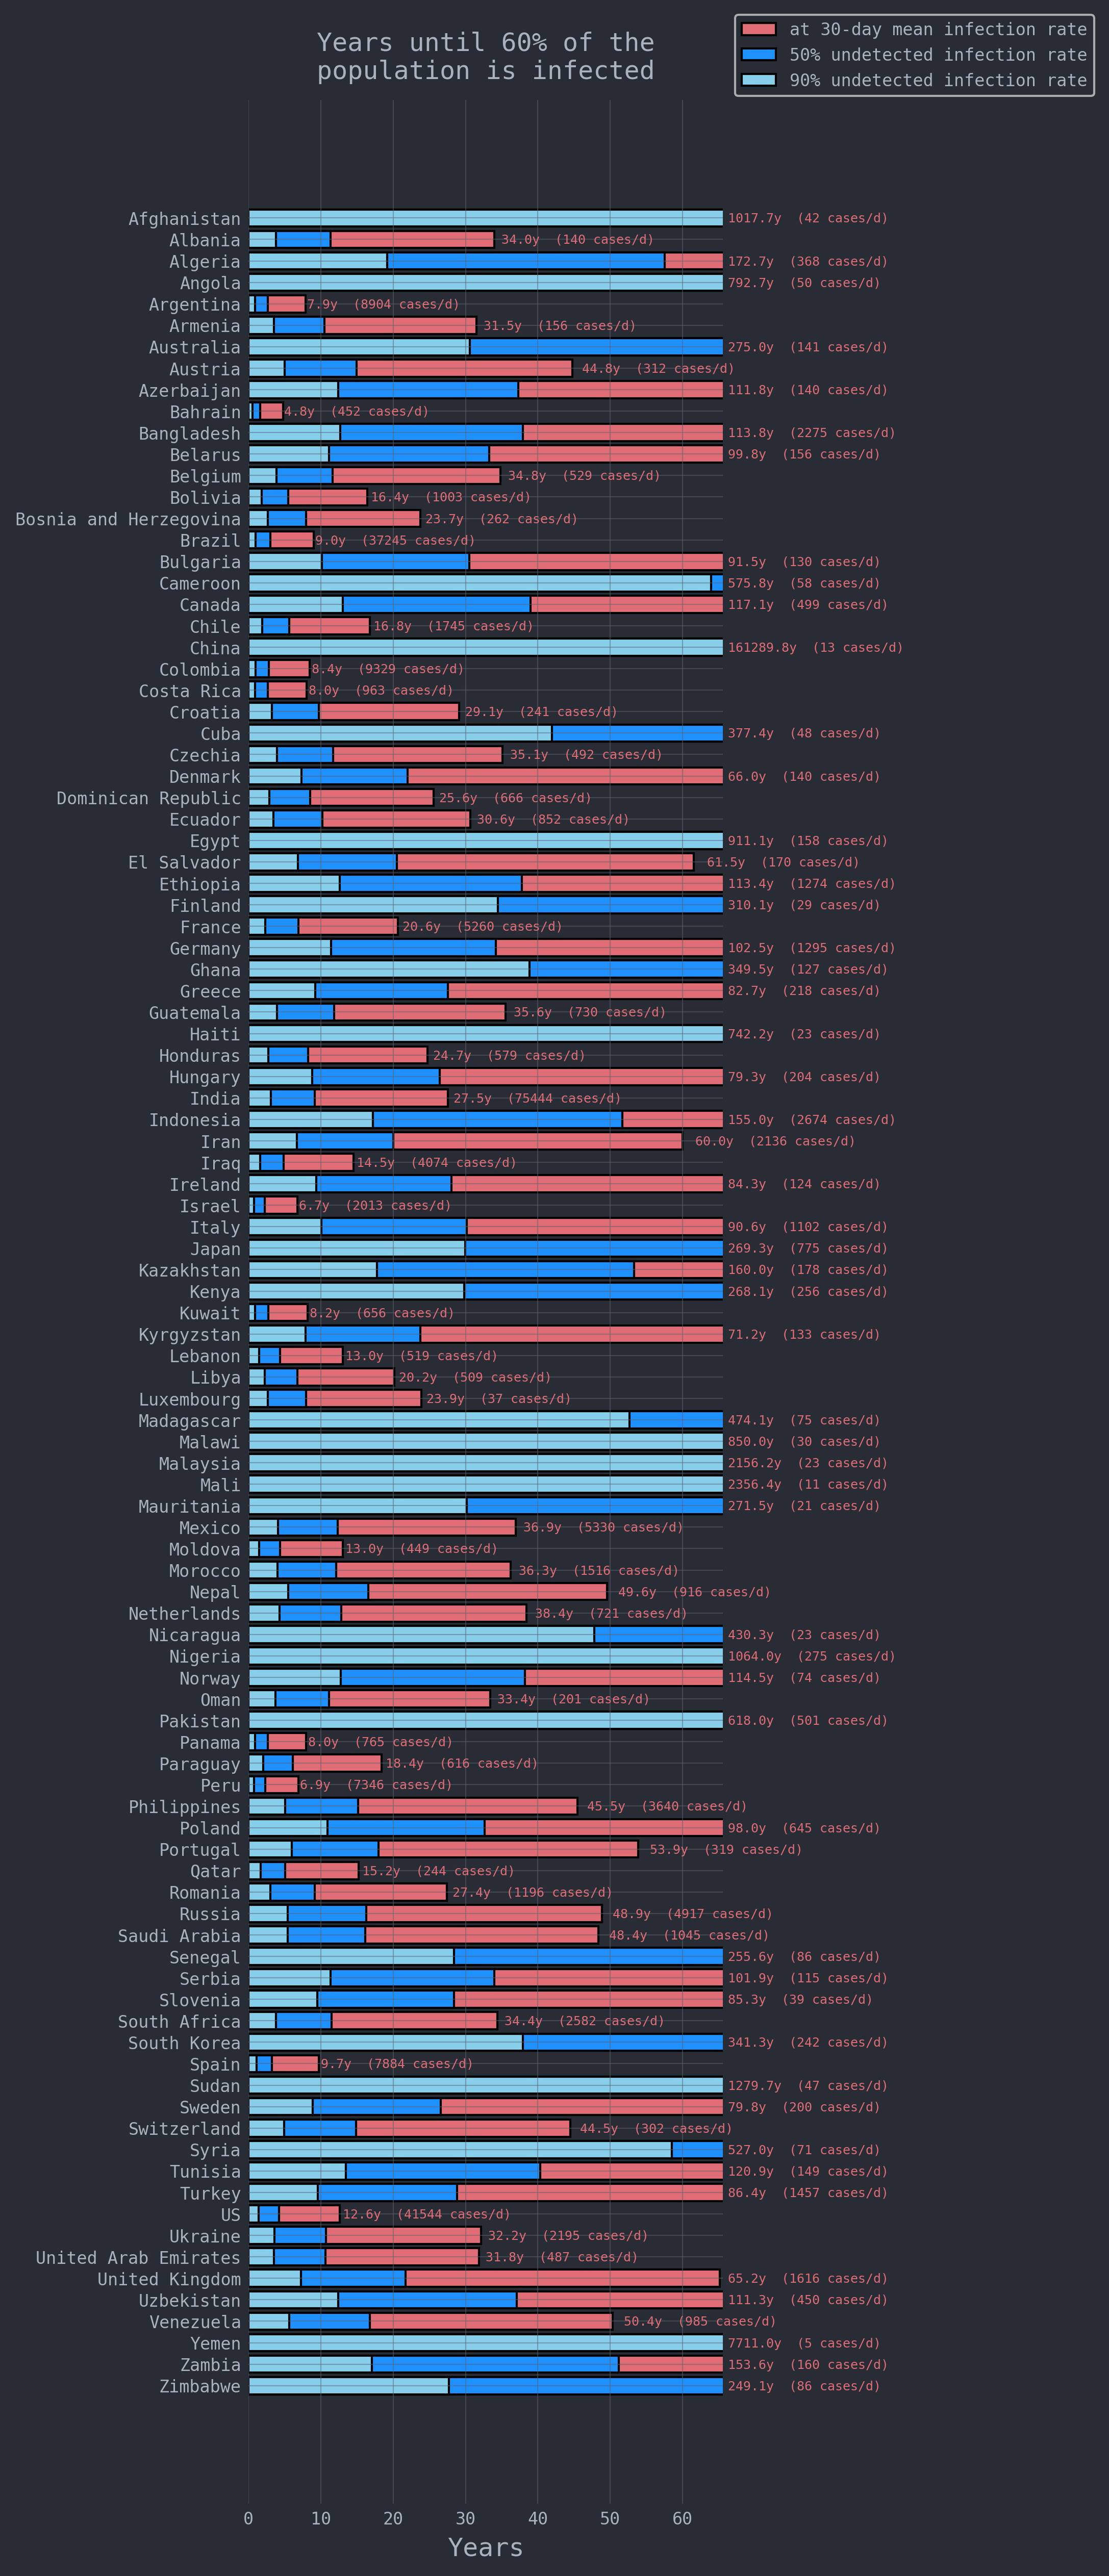 Years until 60% of the
population is infected
at 30-day mean infection rate
50% undetected infection rate
90% undetected infection rate
Afghanistan 1017.7y (42 cases/d)
Albania 34.0y (140 cases/d)
Algeria 172.7y (368 cases/d)
Angola 792.7y (50 cases/d)
Argentina 7.9y (8904 cases/d)
Armenia 31.5y (156 cases/d)
Australia 275.0y (141 cases/d)
Austria 44.8y (312 cases/d)
Azerbaijan 111.8y (140 cases/d)
Bahrain 4.8y (452 cases/d)
Bangladesh 113.8y (2275 cases/d)
Belarus 99.8y (156 cases/d)
Belgium 34.8y (529 cases/d)
Bolivia 16.4y (1003 cases/d)
Bosnia and Herzegovina 23.7y (262 cases/d)
Brazil 9.0y (37245 cases/d)
Bulgaria 91.5y (130 cases/d)
Cameroon 575.8y (58 cases/d)
Canada 117.1y (499 cases/d)
Chile 16.8y (1745 cases/d)
China 161289.8y (13 cases/d)
Colombia 8.4y (9329 cases/d)
Costa Rica 8.0y (963 cases/d)
Croatia 29.1y (241 cases/d)
Cuba 377.4y (48 cases/d)
Czechia 35.1y (492 cases/d)
Denmark 66.0y (140 cases/d)
Dominican Republic 25.6y (666 cases/d)
Ecuador 30.6y (852 cases/d)
Egypt 911.1y (158 cases/d)
El Salvador 61.5y (170 cases/d)
Ethiopia 113.4y (1274 cases/d)
Finland 310.1y (29 cases/d)
France 20.6y (5260 cases/d)
Germany 102.5y (1295 cases/d)
Ghana 349.5y (127 cases/d)
Greece 82.7y (218 cases/d)
Guatemala 35.6y (730 cases/d)
Haiti 742.2y (23 cases/d)
Honduras 24.7y (579 cases/d)
Hungary 79.3y (204 cases/d)
India 27.5y (75444 cases/d)
Indonesia 155.0y (2674 cases/d)
Iran 60.0y (2136 cases/d)
Iraq 14.5y (4074 cases/d)
Ireland 84.3y (124 cases/d)
Israel 6.7y (2013 cases/d)
Italy 90.6y (1102 cases/d)
Japan 269.3y (775 cases/d)
Kazakhstan 160.0y (178 cases/d)
Kenya 268.1y (256 cases/d)
Kuwait 8.2y (656 cases/d)
Kyrgyzstan 71.2y (133 cases/d)
Lebanon 13.0y (519 cases/d)
Libya 20.2y (509 cases/d)
Luxembourg 23.9y (37 cases/d)
Madagascar 474.1y (75 cases/d)
Malawi 850.0y (30 cases/d)
Malaysia 2156.2y (23 cases/d)
Mali 2356.4y (11 cases/d)
Mauritania 271.5y (21 cases/d)
Mexico 36.9y (5330 cases/d)
Moldova 13.0y (449 cases/d)
Morocco 36.3y (1516 cases/d)
Nepal 49.6y (916 cases/d)
Netherlands 38.4y (721 cases/d)
Nicaragua 430.3y (23 cases/d)
Nigeria 1064.0y (275 cases/d)
Norway 114.5y (74 cases/d)
Oman 33.4y (201 cases/d)
Pakistan 618.0y (501 cases/d)
Panama 8.0y (765 cases/d)
Paraguay 18.4y (616 cases/d)
Peru 6.9y (7346 cases/d)
Philippines 45.5y (3640 cases/d)
Poland 98.0y (645 cases/d)
Portugal 53.9y (319 cases/d)
Qatar 15.2y (244 cases/d)
Romania 27.4y (1196 cases/d)
Russia 48.9y (4917 cases/d)
Saudi Arabia 48.4y (1045 cases/d)
Senegal 255.6y (86 cases/d)
Serbia 101.9y (115 cases/d)
Slovenia 85.3y (39 cases/d)
South Africa 34.4y (2582 cases/d)
South Korea 341.3y (242 cases/d)
Spain 9.7y (7884 cases/d)
Sudan 1279.7y (47 cases/d)
Sweden 79.8y (200 cases/d)
Switzerland 44.5y (302 cases/d)
Syria 527.0y (71 cases/d)
Tunisia 120.9y (149 cases/d)
Turkey 86.4y (1457 cases/d)
US 12.6y (41544 cases/d)
Ukraine 32.2y (2195 cases/d)
United Arab Emirates 31.8y (487 cases/d)
United Kingdom 65.2y (1616 cases/d)
Uzbekistan 111.3y (450 cases/d)
Venezuela 50.4y (985 cases/d)
Yemen 7711.0y (5 cases/d)
Zambia 153.6y (160 cases/d)
Zimbabwe 249.1y (86 cases/d)
0 10 20 30 40 50 60
Years